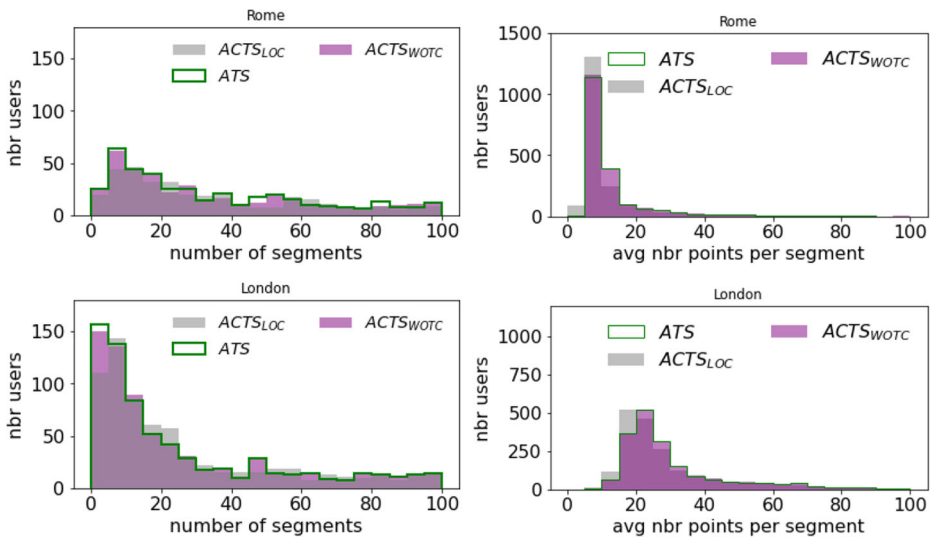 Rome
nbr users
150
100
50
0
ACTS_LOC
ACTS_WOTC
ATS
0 20 40 60 80 100
number of segments
Rome
nbr users
1500
1000
500
0
ATS
ACTS_WOTC
ACTS_LOC
0 20 40 60 80 100
avg nbr points per segment
London
nbr users
150
100
50
0
ACTS_LOC
ACTS_WOTC
ATS
0 20 40 60 80 100
number of segments
London
nbr users
1000
750
500
250
0
ATS
ACTS_WOTC
ACTS_LOC
0 20 40 60 80 100
avg nbr points per segment